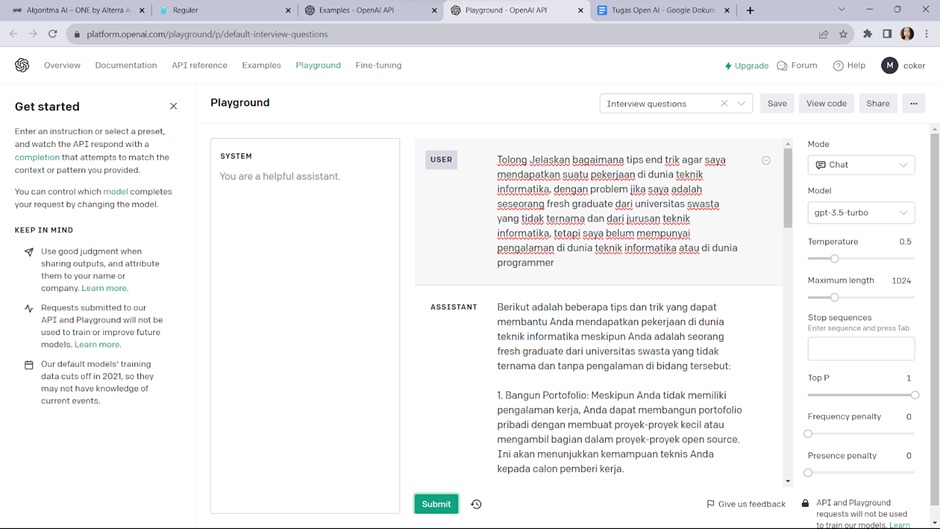 Algoritma AI – ONE by Alterra A
Reguler
Examples - OpenAI API
Playground - OpenAI API
Tugas Open AI - Google Dokum
platform.openai.com/playground/p/default-interview-questions
Overview
Documentation
API reference
Examples
Playground
Fine-tuning
Upgrade
Forum
Help
M
coker
Get started
Enter an instruction or select a preset,
and watch the API respond with a
completion that attempts to match the
context or pattern you provided.
You can control which model completes
your request by changing the model.
KEEP IN MIND
Use good judgment when
sharing outputs, and attribute
them to your name or
company. Learn more.
Requests submitted to our
API and Playground will not be
used to train or improve future
models. Learn more.
Our default models' training
data cuts off in 2021, so they
may not have knowledge of
current events.
Playground
Interview questions
Save
View code
Share
...
SYSTEM
You are a helpful assistant.
USER
Tolong Jelaskan bagaimana tips end trik agar saya
mendapatkan suatu pekerjaan di dunia teknik
informatika, dengan problem jika saya adalah
seseorang fresh graduate dari universitas swasta
yang tidak ternama dan dari jurusan teknik
informatika, tetapi saya belum mempunyai
pengalaman di dunia teknik informatika atau di dunia
programmer
ASSISTANT
Berikut adalah beberapa tips dan trik yang dapat
membantu Anda mendapatkan pekerjaan di dunia
teknik informatika meskipun Anda adalah seorang
fresh graduate dari universitas swasta yang tidak
ternama dan tanpa pengalaman di bidang tersebut:
1. Bangun Portofolio: Meskipun Anda tidak memiliki
pengalaman kerja, Anda dapat membangun portofolio
pribadi dengan membuat proyek-proyek kecil atau
mengambil bagian dalam proyek-proyek open source.
Ini akan menunjukkan kemampuan teknis Anda
kepada calon pemberi kerja.
Submit
Give us feedback
Mode
Chat
Model
gpt-3.5-turbo
Temperature 0.5
Maximum length 1024
Stop sequences
Enter sequence and press Tab
Top P 1
Frequency penalty 0
Presence penalty 0
API and Playground
requests will not be used
to train our models. Learn